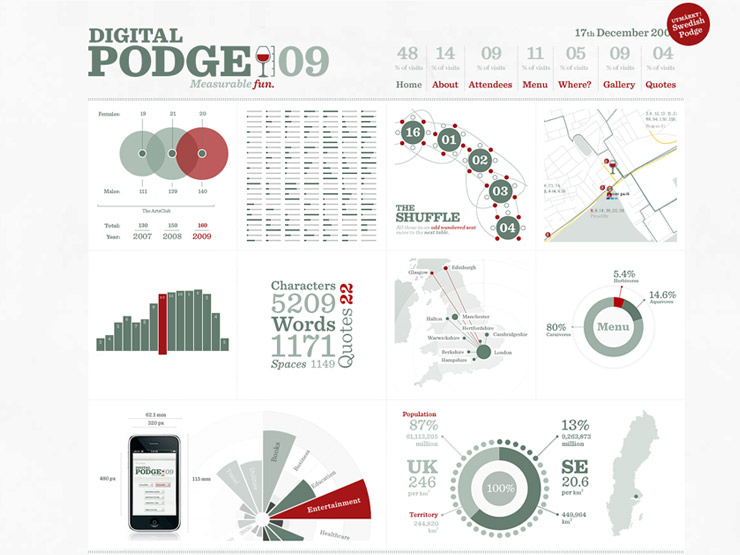 DIGITAL
PODGE 09
Measurable fun.
17th December
UTMÄRKT!
Swedish
Podge
48 14 09 11 05 09 04
% of visits % of visits % of visits % of visits % of visits % of visits % of visits
Home About Attendees Menu Where? Gallery Quotes
Females: 19 21 20
Males: 111 129 140
The ArtsClub
Total: 130 150 160
Year: 2007 2008 2009
16
01
02
03
04
THE
SHUFFLE
All those in an odd numbered seat
move to the next table.
Characters
5209
Words
1171
Spaces 1149
Quotes 22
Glasgow
Edinburgh
Halton
Manchester
Hertfordshire
Warwickshire
Cambridgeshire
Berkshire
London
Hampshire
5.4%
Herbivores
14.6%
Aquavores
80%
Carnivores
Menu
62.1 mm
320 px
480 px
115 mm
DIGITAL
PODGE 09
Banks
Business
Education
Entertainment
Healthcare
Population
87%
61,113,205
million
13%
9,263,873
million
UK
246
per km²
100%
SE
20.6
per km²
Territory
244,820
km²
449,964
km²